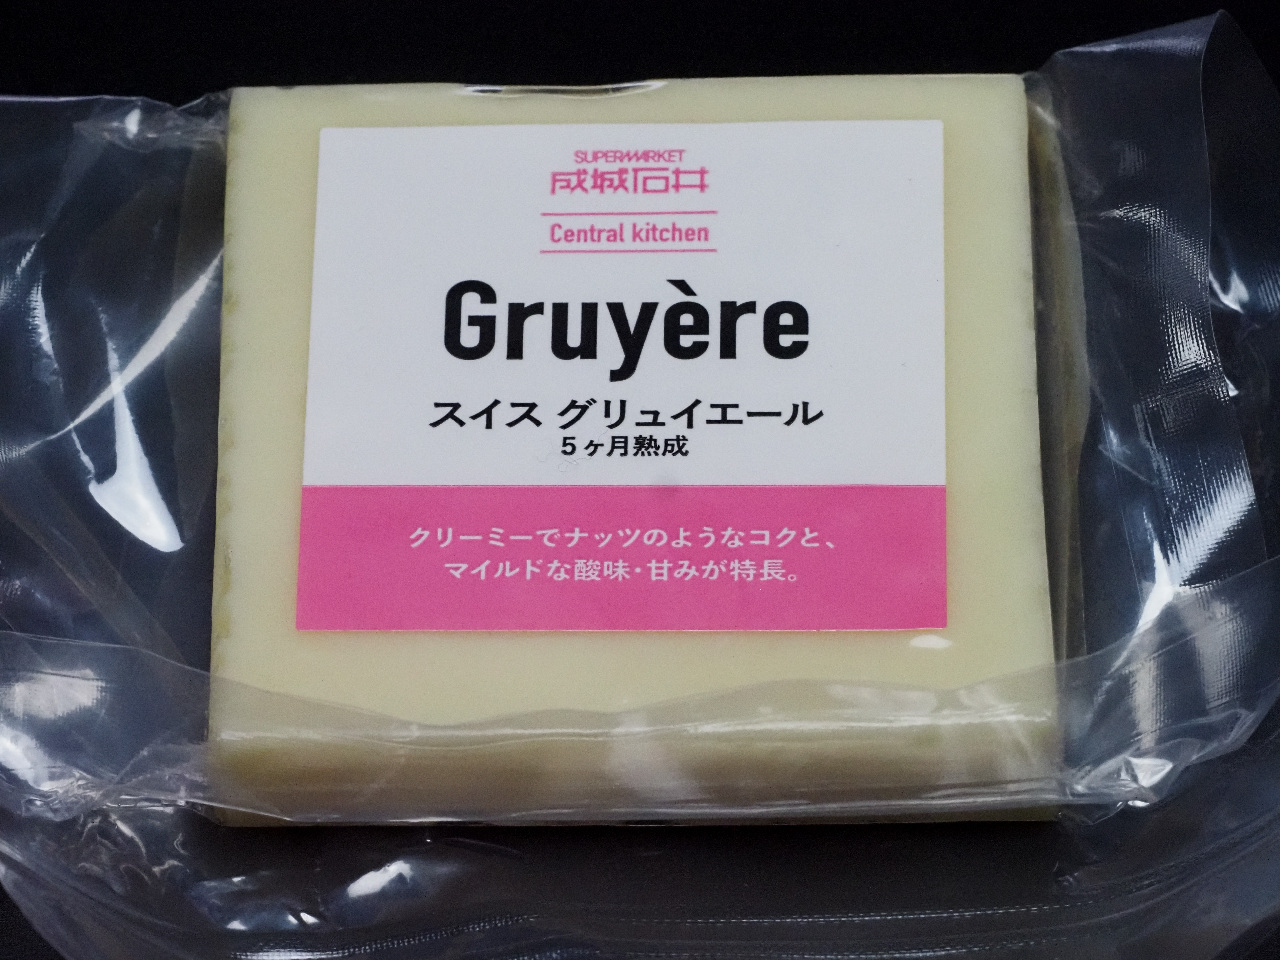 SUPERMARKET
成城石井
Central kitchen
Gruyère
スイス グリュイエール
5ヶ月熟成
クリーミーでナッツのようなコクと、
マイルドな酸味・甘みが特長。